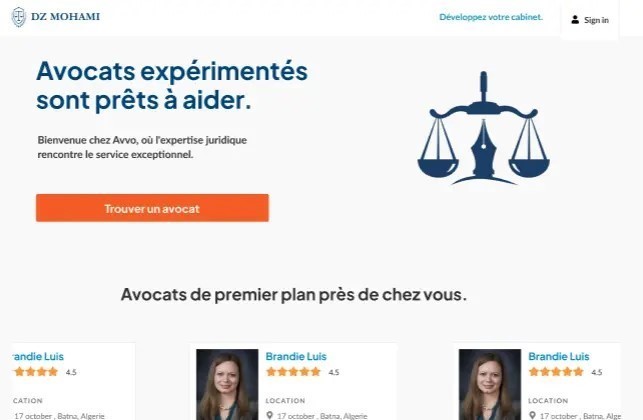 DZ MOHAMI
Développez votre cabinet.
Sign in
Avocats expérimentés
sont prêts à aider.
Bienvenue chez Avvo, où l'expertise juridique
rencontre le service exceptionnel.
Trouver un avocat
Avocats de premier plan près de chez vous.
randie Luis
4.5
CATION
17 october , Batna, Algerie
Brandie Luis
4.5
LOCATION
17 october , Batna, Algerie
Brandie Luis
4.5
LOCATION
17 october , Batna, Alge